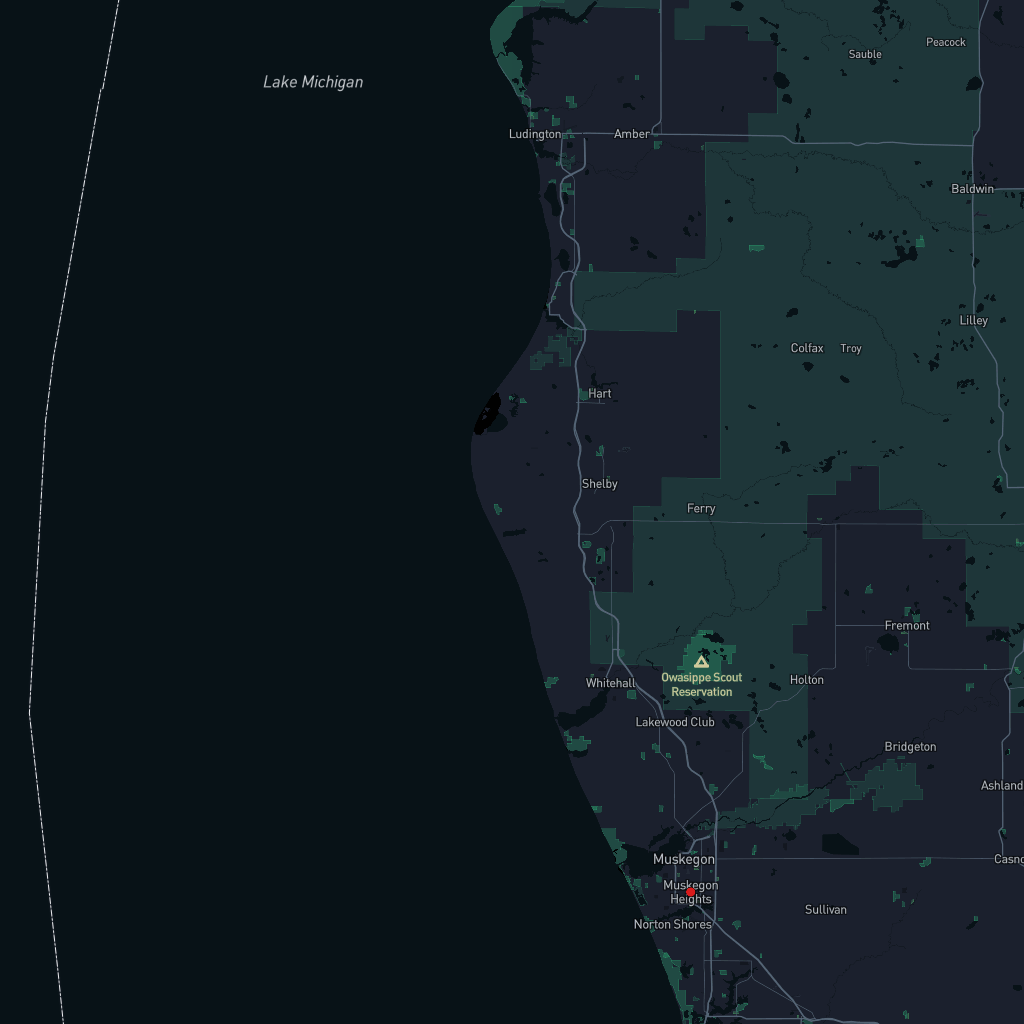 Peacock
Sauble
Lake Michigan
Ludington
Amber
Baldwin
Lilley
Colfax
Troy
Hart
Shelby
Ferry
Fremont
Owasippe Scout
Reservation
Holton
Whitehall
Lakewood Club
Bridgeton
Ashland
Muskegon
Casno
Muskegon
Heights
Sullivan
Norton Shores